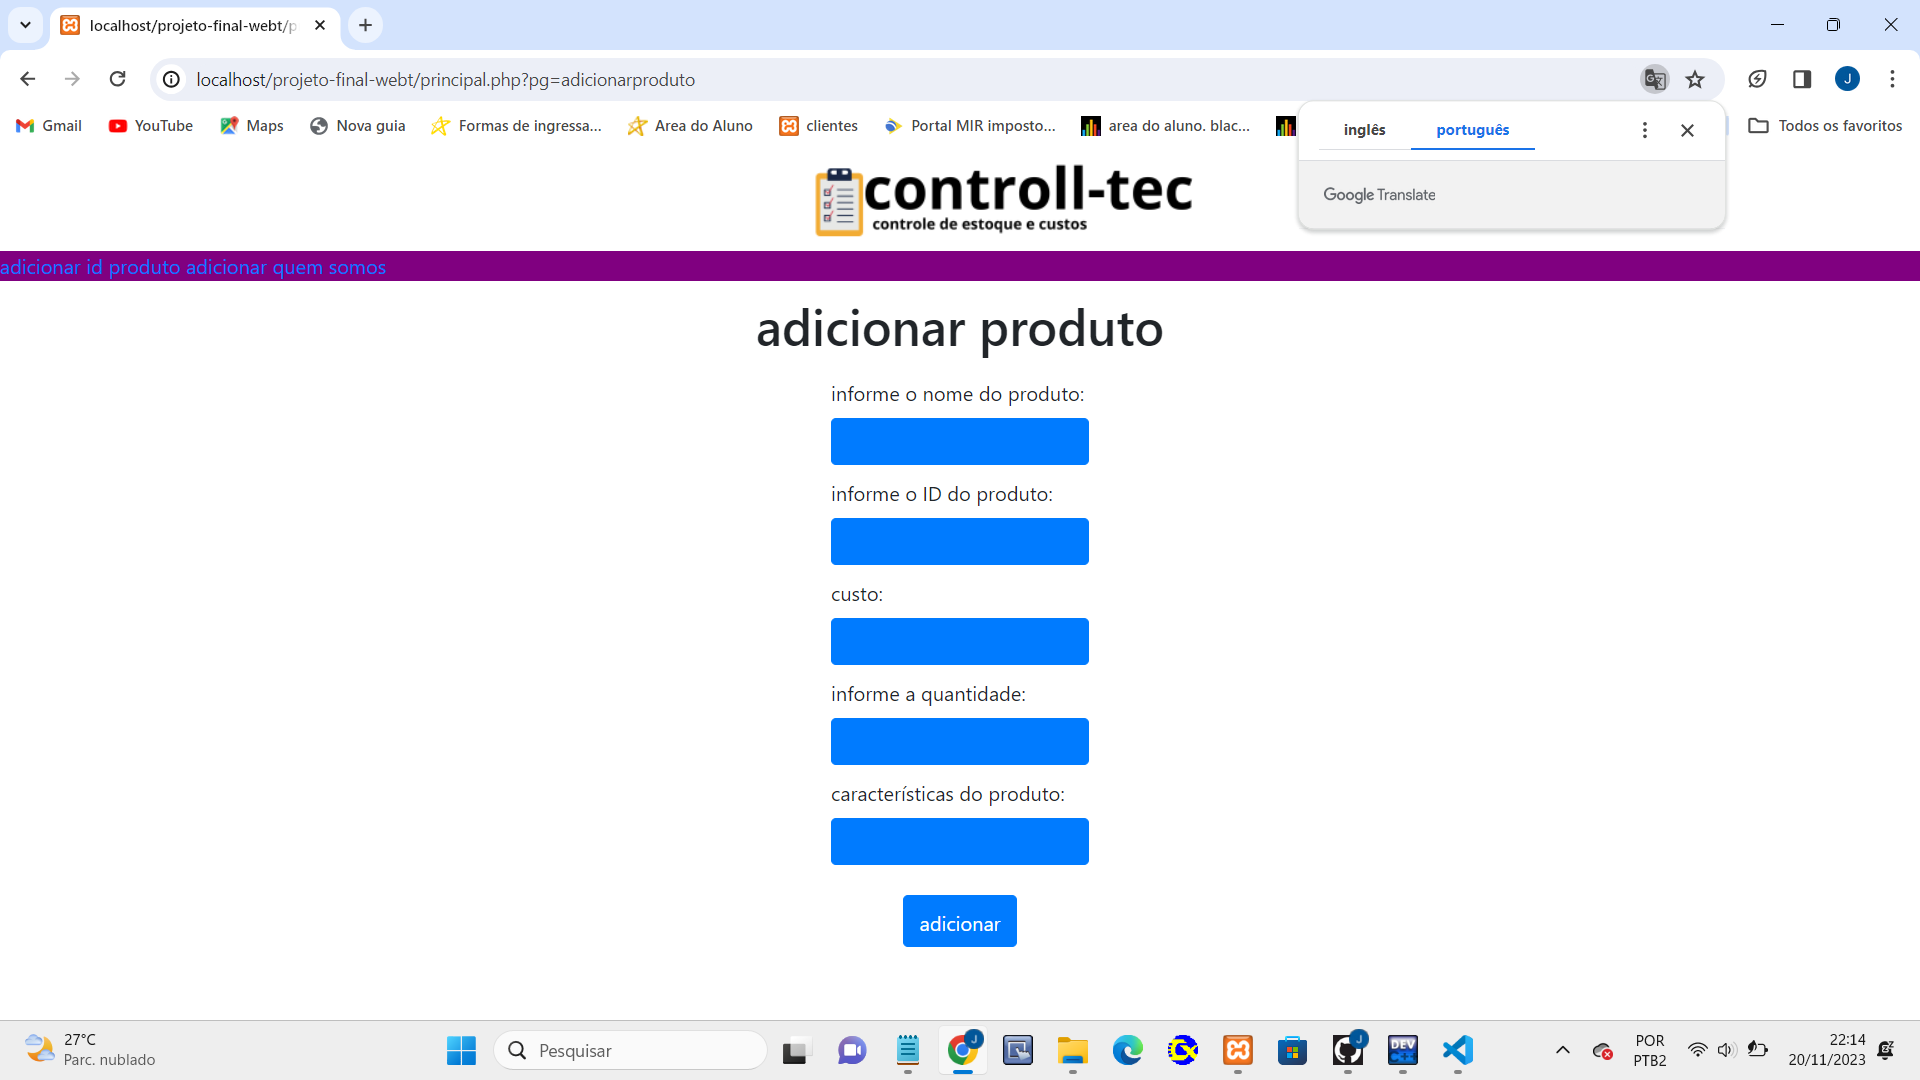 localhost/projeto-final-webt/p
localhost/projeto-final-webt/principal.php?pg=adicionarproduto
J
Gmail
YouTube
Maps
Nova guia
Formas de ingressa...
Area do Aluno
clientes
Portal MIR imposto...
area do aluno. blac...
Todos os favoritos
inglês
português
Google Translate
controll-tec
controle de estoque e custos
adicionar id produto adicionar quem somos
adicionar produto
informe o nome do produto:
informe o ID do produto:
custo:
informe a quantidade:
características do produto:
adicionar
27°C
Parc. nublado
Pesquisar
J
J
DEV
C++
POR
PTB2
22:14
20/11/2023